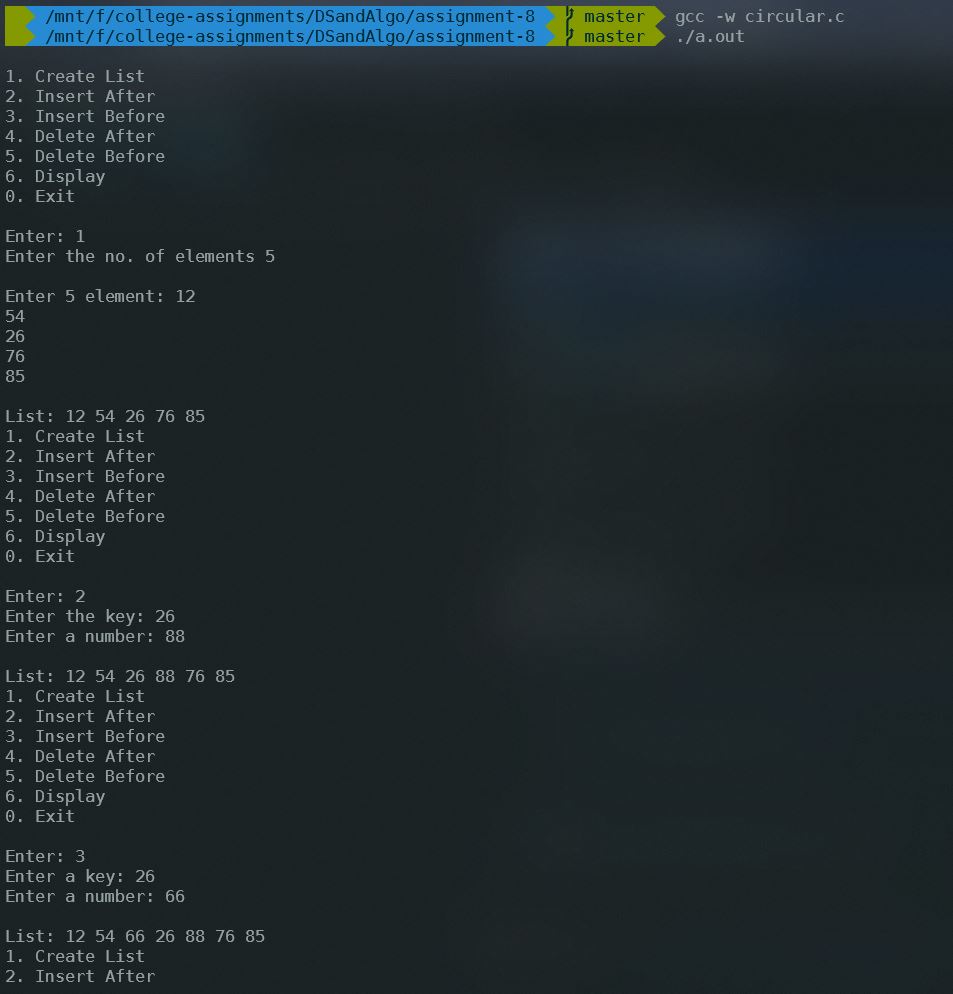 /mnt/f/college-assignments/DSandAlgo/assignment-8 master gcc -w circular.c
/mnt/f/college-assignments/DSandAlgo/assignment-8 master ./a.out
1. Create List
2. Insert After
3. Insert Before
4. Delete After
5. Delete Before
6. Display
0. Exit
Enter: 1
Enter the no. of elements 5
Enter 5 element: 12
54
26
76
85
List: 12 54 26 76 85
1. Create List
2. Insert After
3. Insert Before
4. Delete After
5. Delete Before
6. Display
0. Exit
Enter: 2
Enter the key: 26
Enter a number: 88
List: 12 54 26 88 76 85
1. Create List
2. Insert After
3. Insert Before
4. Delete After
5. Delete Before
6. Display
0. Exit
Enter: 3
Enter a key: 26
Enter a number: 66
List: 12 54 66 26 88 76 85
1. Create List
2. Insert After